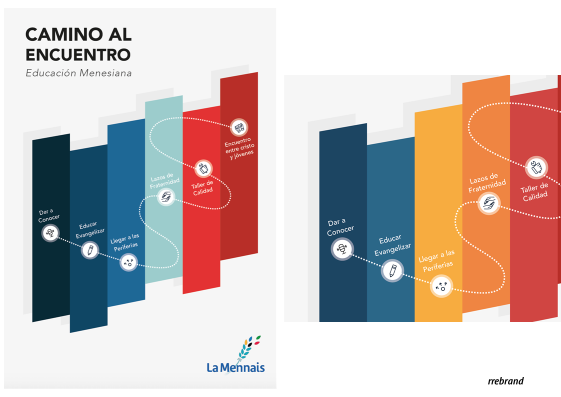 CAMINO AL
ENCUENTRO
Educación Menesiana
Dar a
Conocer
Educar
Evangelizar
Llegar a las
Periferias
Lazos de
Fraternidad
Taller de
Calidad
Encuentro
entre cristo
y jóvenes
La Mennais
Dar a
Conocer
Educar
Evangelizar
Llegar a las
Periferias
Lazos de
Fraternidad
Taller de
Calidad
rrebrand